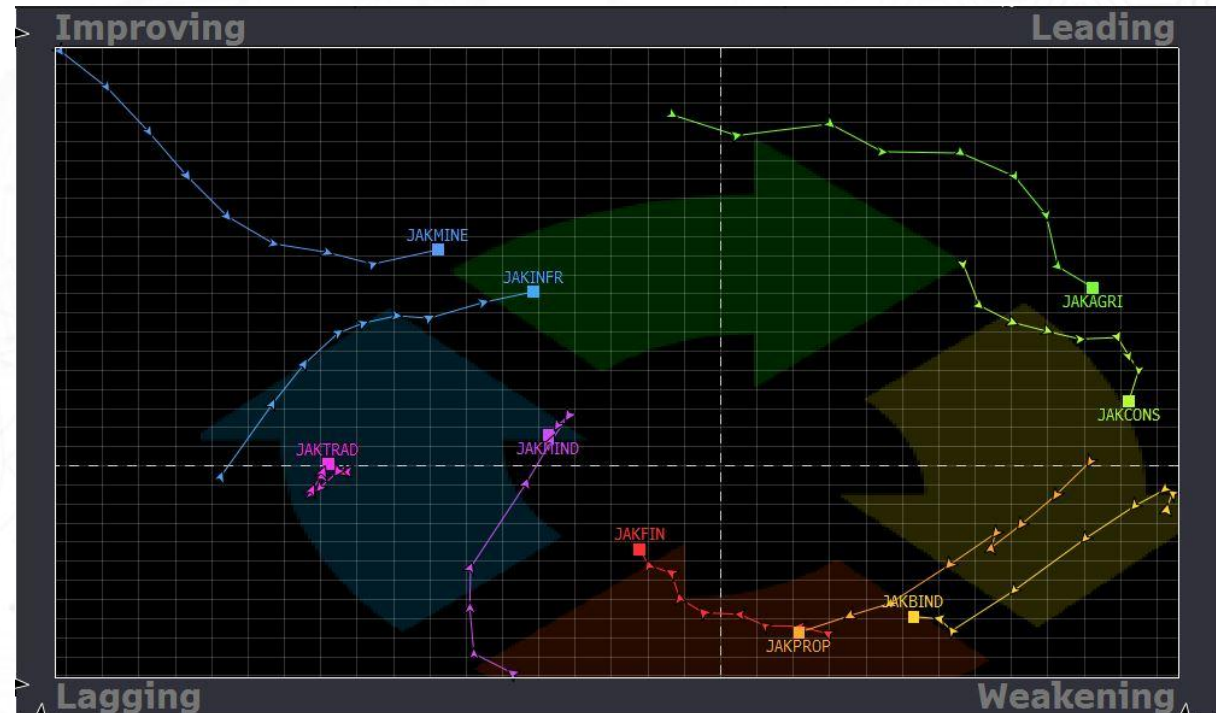 Improving
Leading
JAKMINE
JAKINFR
JAKAGRI
JAKCONS
JAKTRAD
JAKMIND
JAKFIN
JAKBIND
JAKPROP
Lagging
Weakening